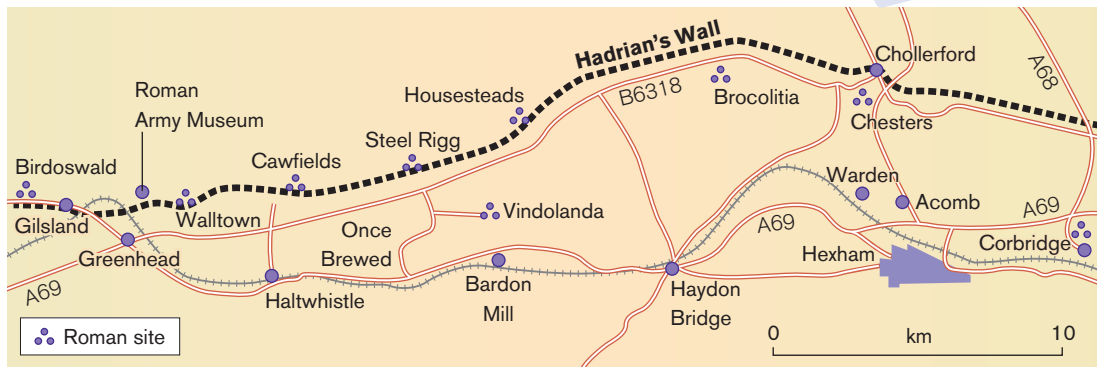 Hadrian's Wall
Chollerford
A68
Roman
Army Museum
Housesteads
B6318
Brocolitia
Chesters
Steel Rigg
Birdoswald
Cawfields
Warden
Gilsland
Walltown
Vindolanda
Acomb
A69
Greenhead
Once
Brewed
A69
Hexham
Corbridge
A69
Haltwhistle
Bardon
Mill
Haydon
Bridge
Roman site
0
km
10